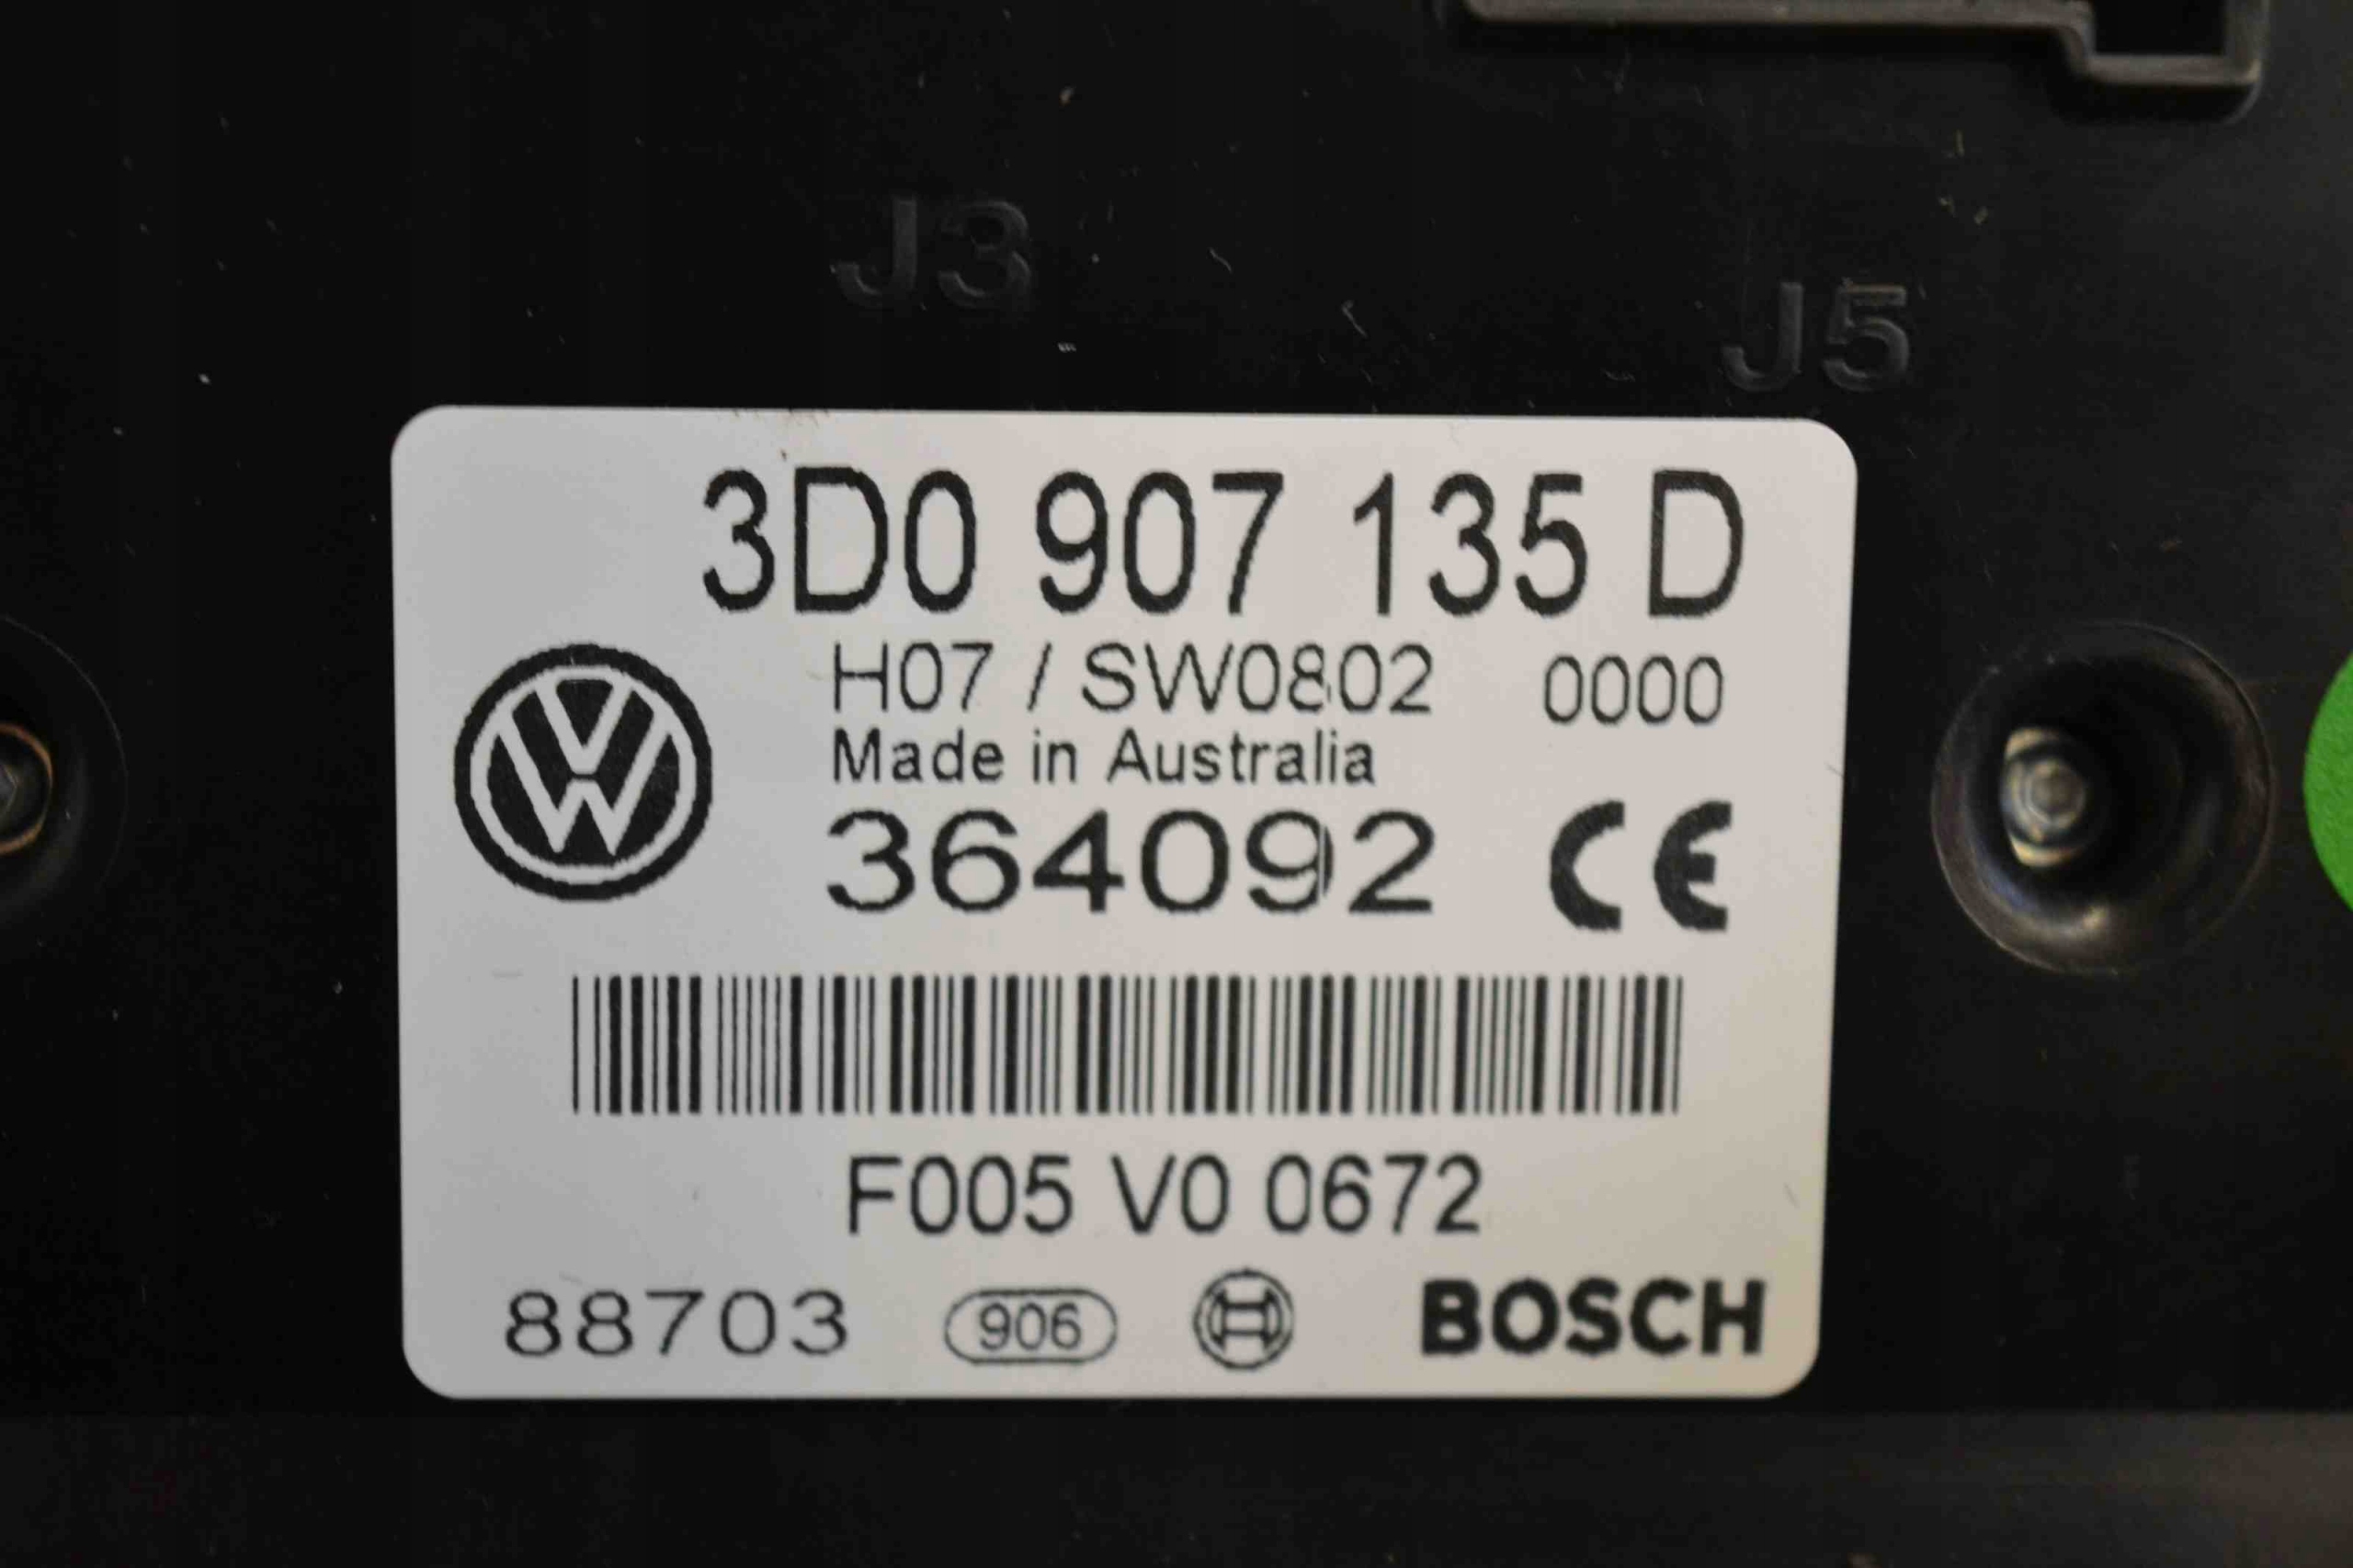 J3
J5
3D0 907 135 D
H07 / SW0802 0000
Made in Australia
364092 CE
F005 V0 0672
88703 906 BOSCH